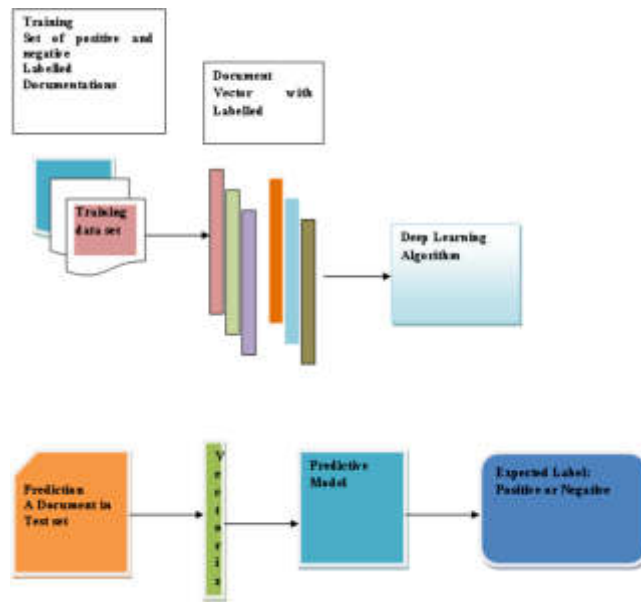 Training
Set of positive and
negative
Labelled
Documentations
Document
Vector with
Labelled
Training
data set
Deep Learning
Algorithm
Prediction
A Document in
Test set
Vectoris
Predictive
Model
Expected Label:
Positive or Negative